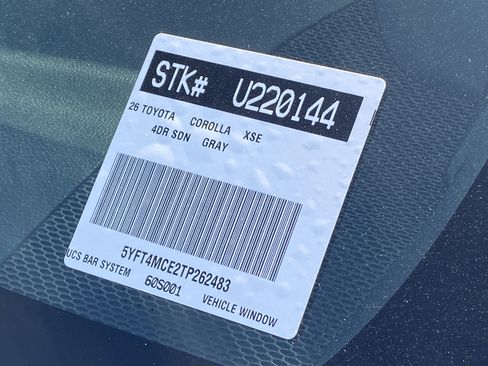 STK# U220144
26 TOYOTA COROLLA XSE
4DR SDN GRAY
5YFT4MCE2TP262483
UCS BAR SYSTEM 60S001 VEHICLE WINDOW